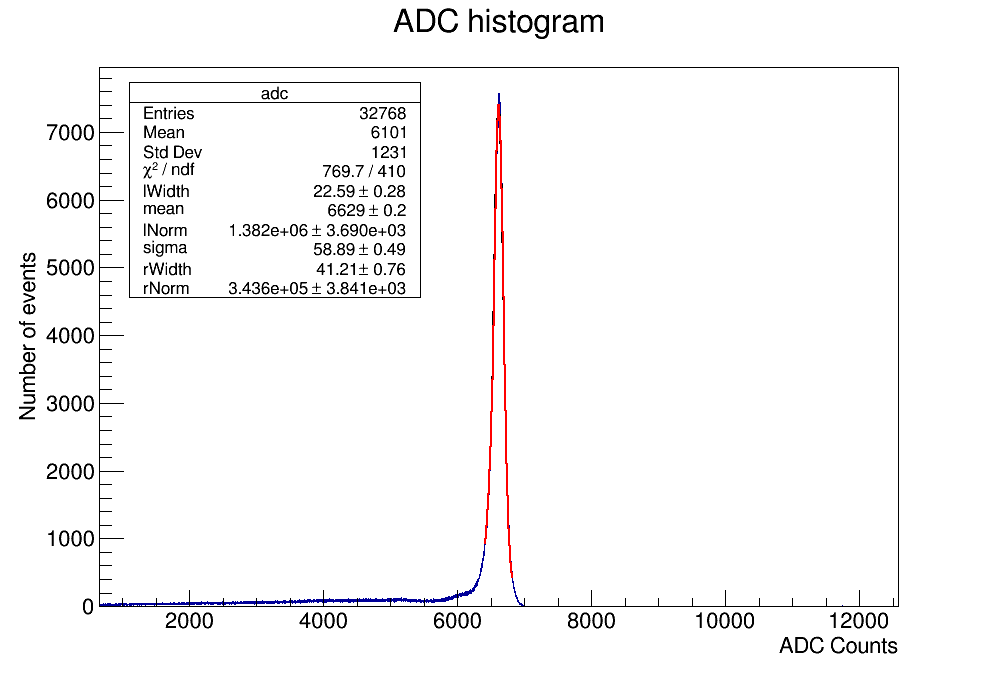 ADC histogram
adc
Entries 32768
Mean 6101
Std Dev 1231
χ² / ndf 769.7 / 410
lWidth 22.59 ± 0.28
mean 6629 ± 0.2
lNorm 1.382e+06 ± 3.690e+03
sigma 58.89 ± 0.49
rWidth 41.21 ± 0.76
rNorm 3.436e+05 ± 3.841e+03
Number of events
7000
6000
5000
4000
3000
2000
1000
0
2000 4000 6000 8000 10000 12000
ADC Counts